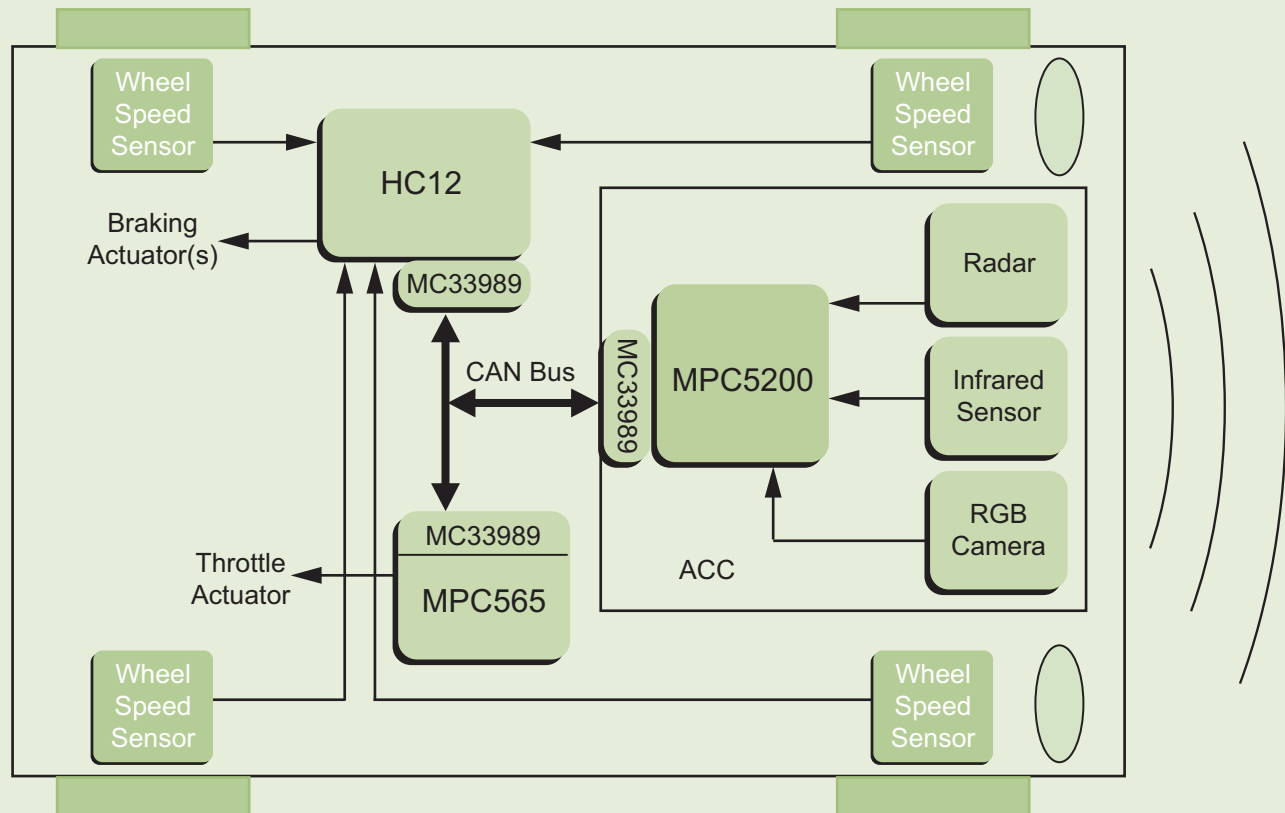 Wheel
Speed
Sensor
Wheel
Speed
Sensor
HC12
Braking
Actuator(s)
MC33989
Radar
CAN Bus
MC33989
MPC5200
Infrared
Sensor
MC33989
MPC565
Throttle
Actuator
ACC
RGB
Camera
Wheel
Speed
Sensor
Wheel
Speed
Sensor